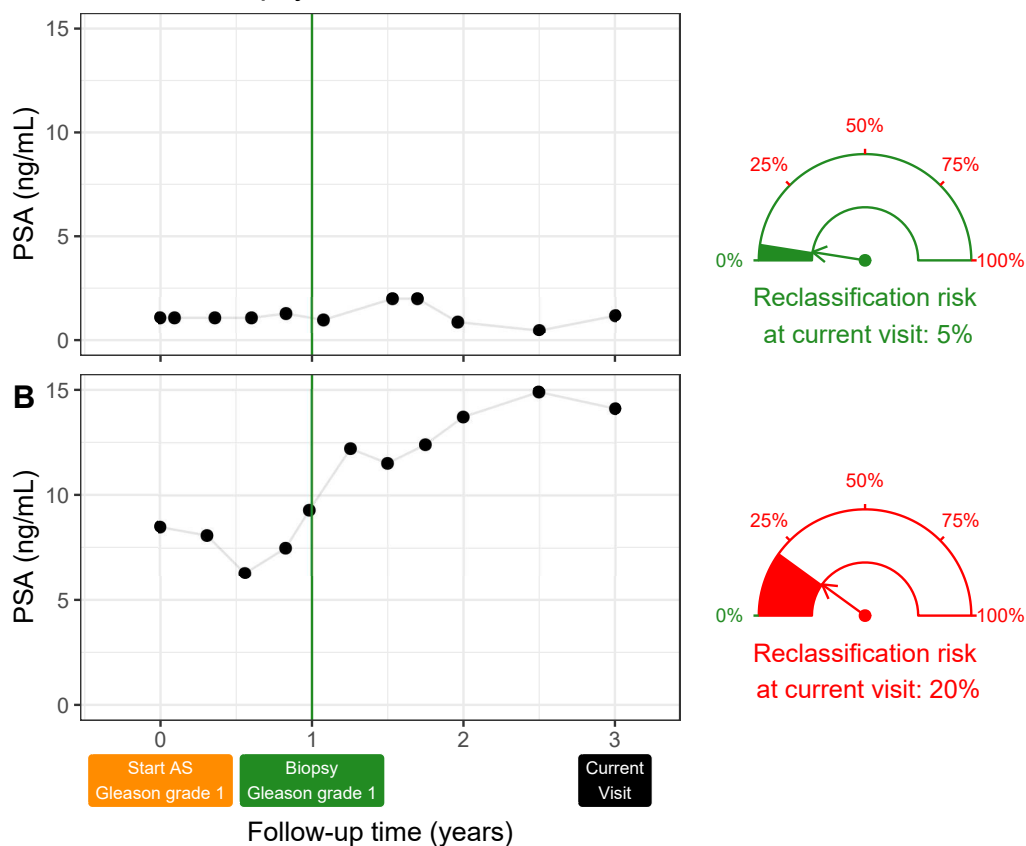 15
10
5
0
PSA (ng/mL)
0%
25%
50%
75%
100%
Reclassification risk
at current visit: 5%
B
15
10
5
0
PSA (ng/mL)
0%
25%
50%
75%
100%
Reclassification risk
at current visit: 20%
0
1
2
3
Start AS
Gleason grade 1
Biopsy
Gleason grade 1
Current
Visit
Follow-up time (years)